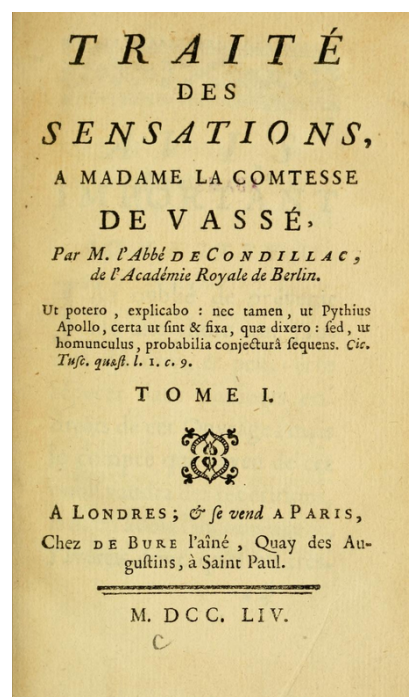 TRAITÉ
DES
SENSATIONS,
A MADAME LA COMTESSE
DE VASSÉ,
Par M. l'Abbé DE CONDILLAC,
de l'Académie Royale de Berlin.
Ut potero, explicabo : nec tamen, ut Pythius
Apollo, certa ut ſint & fixa, quæ dixero : ſed, ut
homunculus, probabilia conjecturâ ſequens. Cic.
Tuſc. quæſt. l. 1. c. 9.
TOME I.
A LONDRES ; & ſe vend A PARIS,
Chez DE BURE l'aîné, Quay des Au-
guſtins, à Saint Paul.
M. DCC. LIV.
C